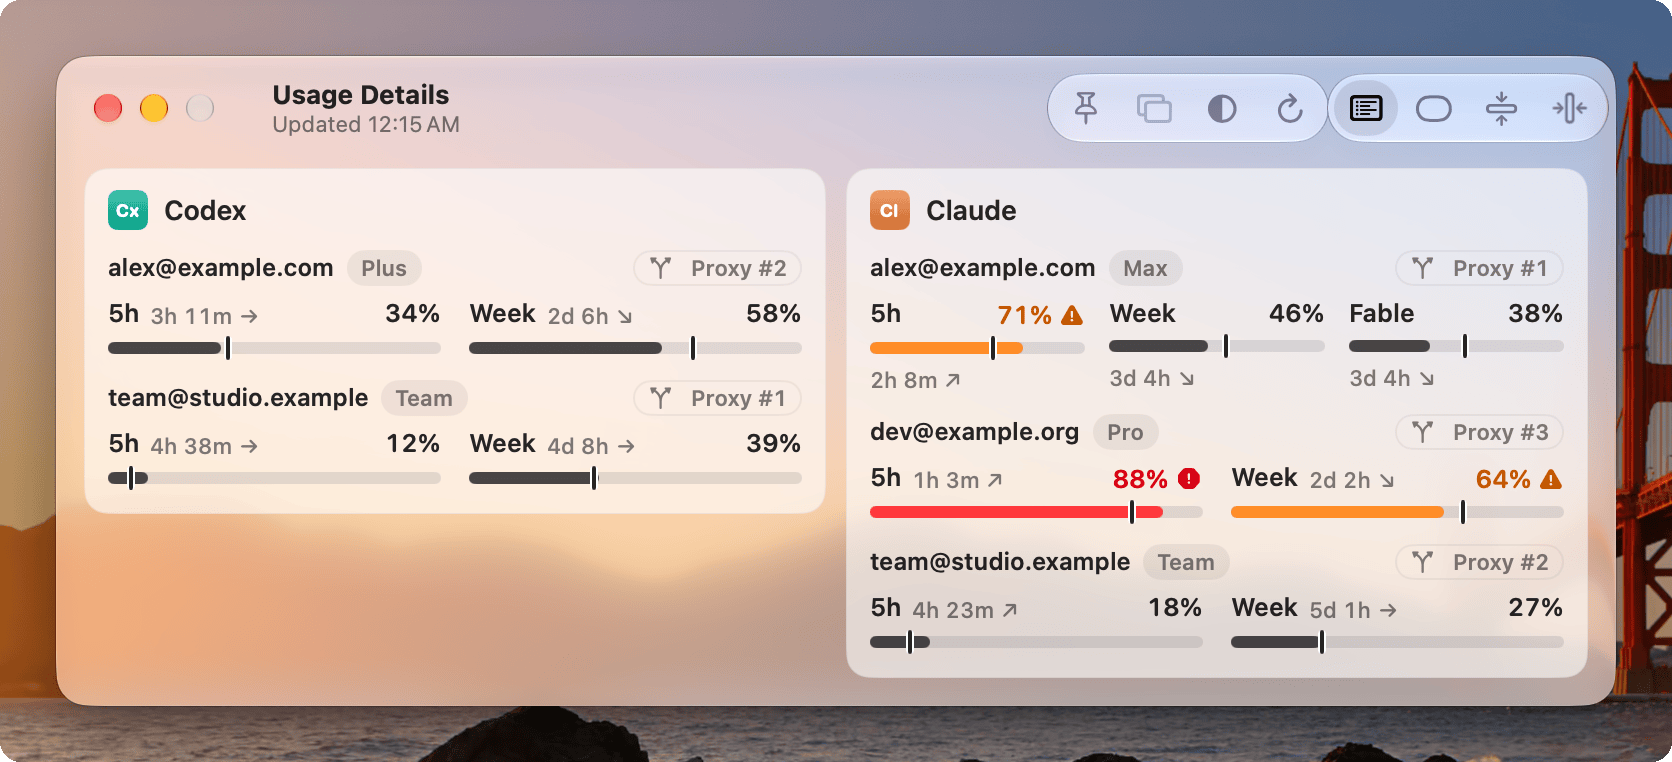 Usage Details
Updated 12:15 AM
Cx Codex
alex@example.com Plus Proxy #2
5h 3h 11m → 34% Week 2d 6h ↘ 58%
team@studio.example Team Proxy #1
5h 4h 38m → 12% Week 4d 8h → 39%
Cl Claude
alex@example.com Max Proxy #1
5h 71% Week 46% Fable 38%
2h 8m ↗ 3d 4h ↘ 3d 4h ↘
dev@example.org Pro Proxy #3
5h 1h 3m ↗ 88% Week 2d 2h ↘ 64%
team@studio.example Team Proxy #2
5h 4h 23m ↗ 18% Week 5d 1h → 27%